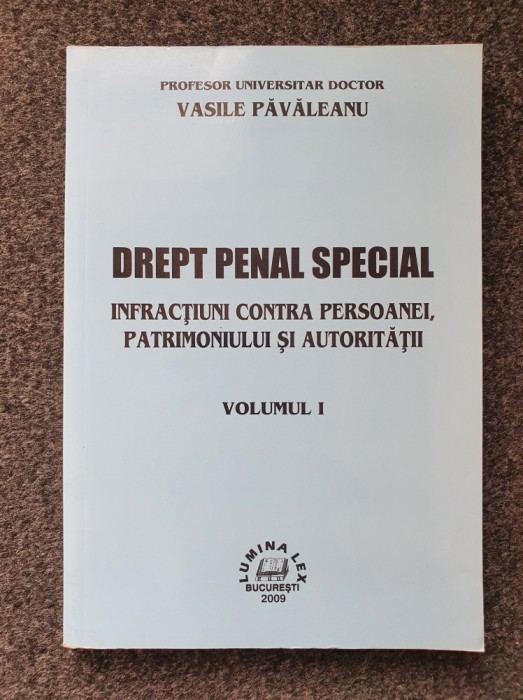 PROFESOR UNIVERSITAR DOCTOR
VASILE PĂVĂLEANU
DREPT PENAL SPECIAL
INFRACŢIUNI CONTRA PERSOANEI,
PATRIMONIULUI ŞI AUTORITĂŢII
VOLUMUL I
LUMINA LEX
BUCUREŞTI
2009